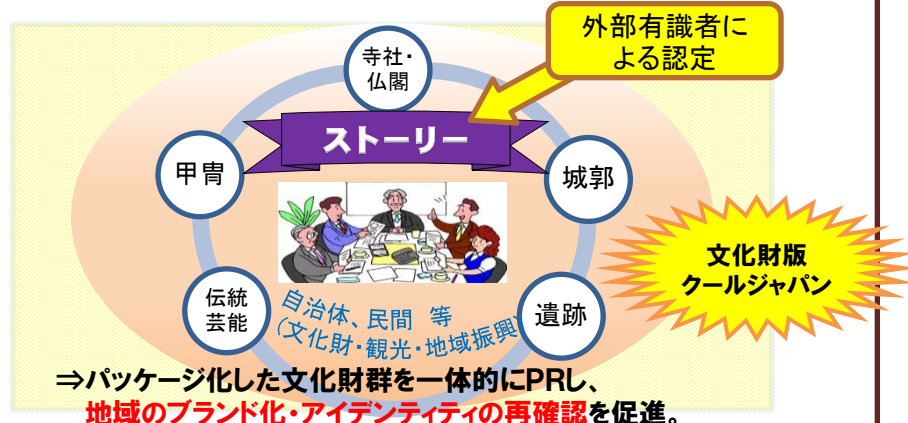 外部有識者に
よる認定
寺社・
仏閣
ストーリー
甲冑
城郭
文化財版
クールジャパン
伝統
芸能
自治体、民間 等
(文化財・観光・地域振興)
遺跡
⇒パッケージ化した文化財群を一体的にPRし、
地域のブランド化・アイデンティティの再確認を促進。